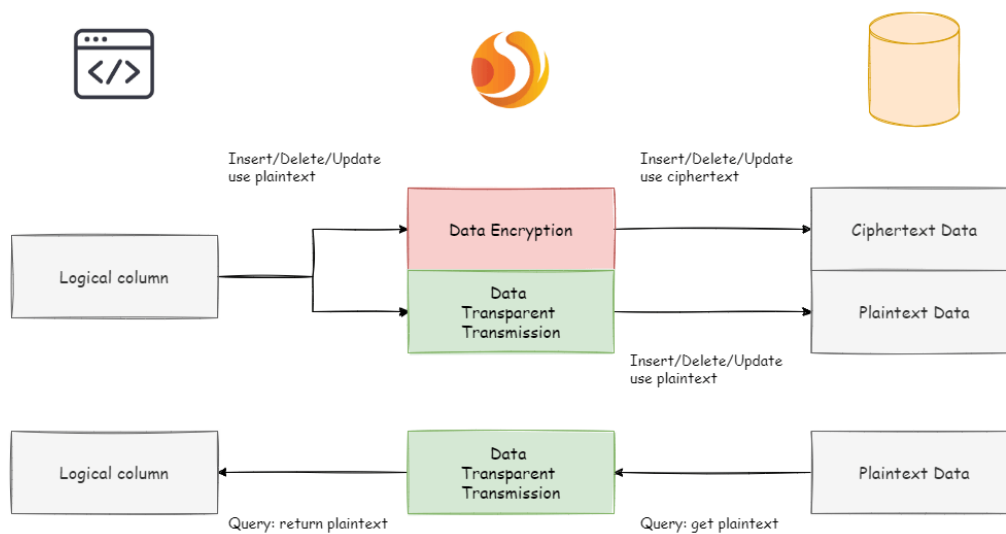 </>
Insert/Delete/Update
use plaintext
Insert/Delete/Update
use ciphertext
Logical column
Data Encryption
Ciphertext Data
Data
Transparent
Transmission
Plaintext Data
Insert/Delete/Update
use plaintext
Logical column
Data
Transparent
Transmission
Plaintext Data
Query: return plaintext
Query: get plaintext